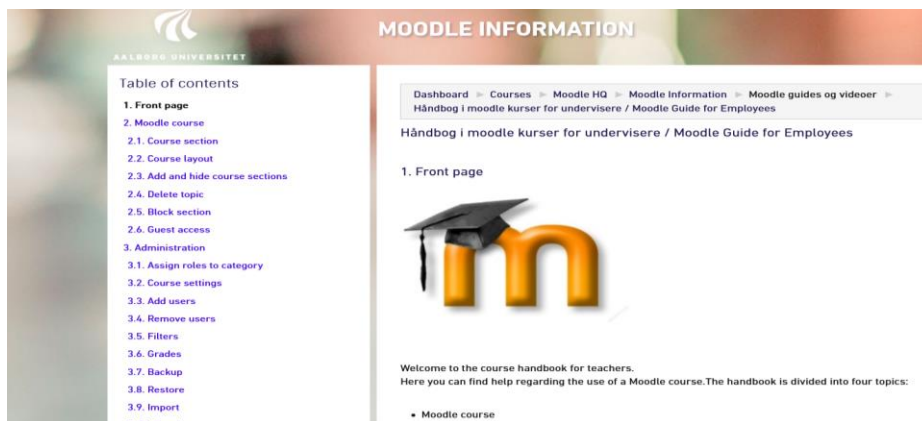 AALBORG UNIVERSITET
MOODLE INFORMATION
Table of contents
1. Front page
2. Moodle course
2.1. Course section
2.2. Course layout
2.3. Add and hide course sections
2.4. Delete topic
2.5. Block section
2.6. Guest access
3. Administration
3.1. Assign roles to category
3.2. Course settings
3.3. Add users
3.4. Remove users
3.5. Filters
3.6. Grades
3.7. Backup
3.8. Restore
3.9. Import
Dashboard ► Courses ► Moodle HQ ► Moodle Information ► Moodle guides og videoer ►
Håndbog i moodle kurser for undervisere / Moodle Guide for Employees
Håndbog i moodle kurser for undervisere / Moodle Guide for Employees
1. Front page
m
Welcome to the course handbook for teachers.
Here you can find help regarding the use of a Moodle course.The handbook is divided into four topics:
• Moodle course